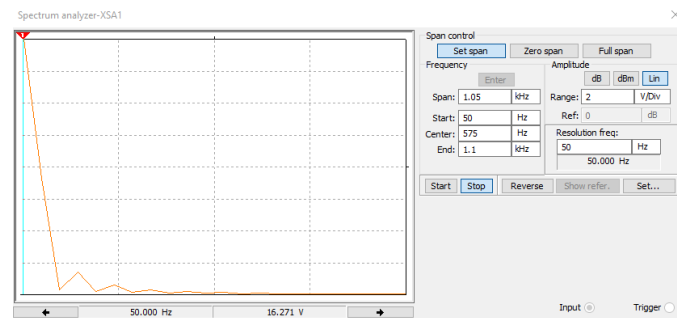 Spectrum analyzer-XSA1
1
50.000 Hz 16.271 V
Span control
Set span Zero span Full span
Frequency
Enter
Span: 1.05 kHz
Start: 50 Hz
Center: 575 Hz
End: 1.1 kHz
Amplitude
dB dBm Lin
Range: 2 V/Div
Ref: 0 dB
Resolution freq:
50 Hz
50.000 Hz
Start Stop Reverse Show refer. Set...
Input Trigger